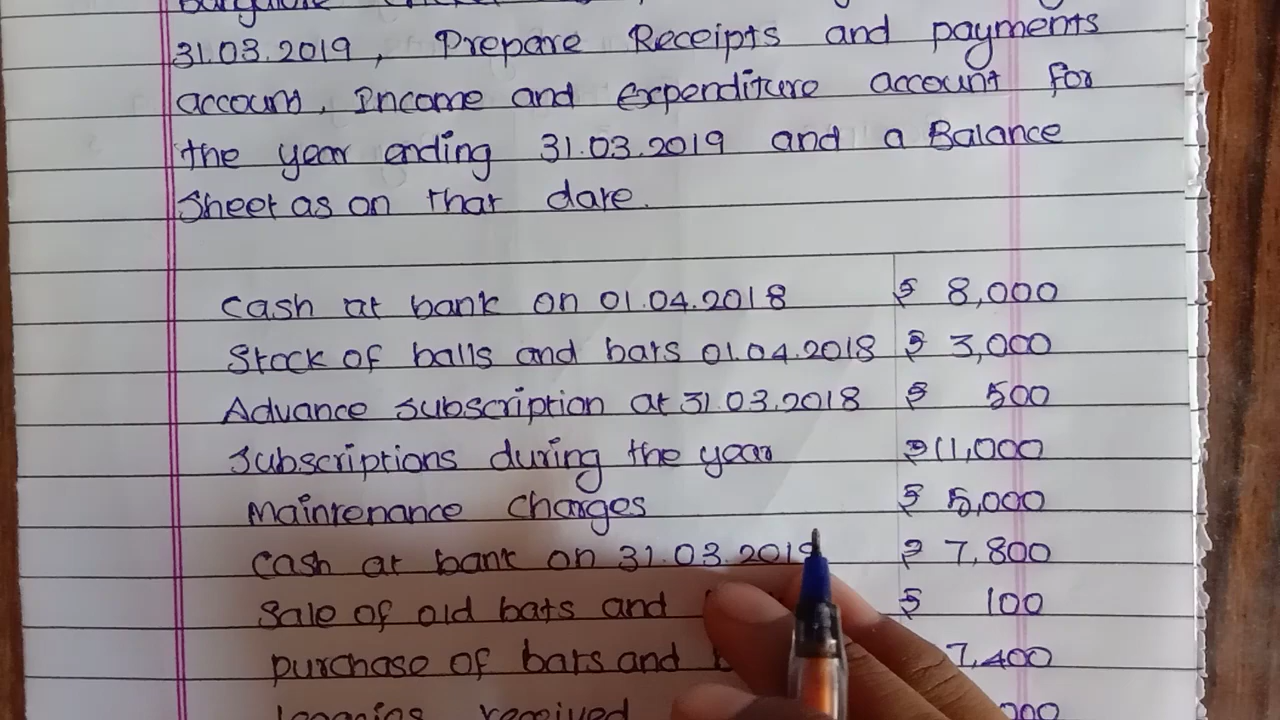 31.03.2019, Prepare Receipts and payments
account, Income and expenditure account for
the year ending 31.03.2019 and a Balance
Sheet as on that date.
Cash at bank on 01.04.2018 ₹ 8,000
Stock of balls and bats 01.04.2018 ₹ 3,000
Advance subscription at 31.03.2018 ₹ 500
Subscriptions during the year ₹11,000
Maintenance charges ₹ 5,000
Cash at bank on 31.03.2019 ₹ 7,800
Sale of old bats and ₹ 100
purchase of bats and 7,400
received